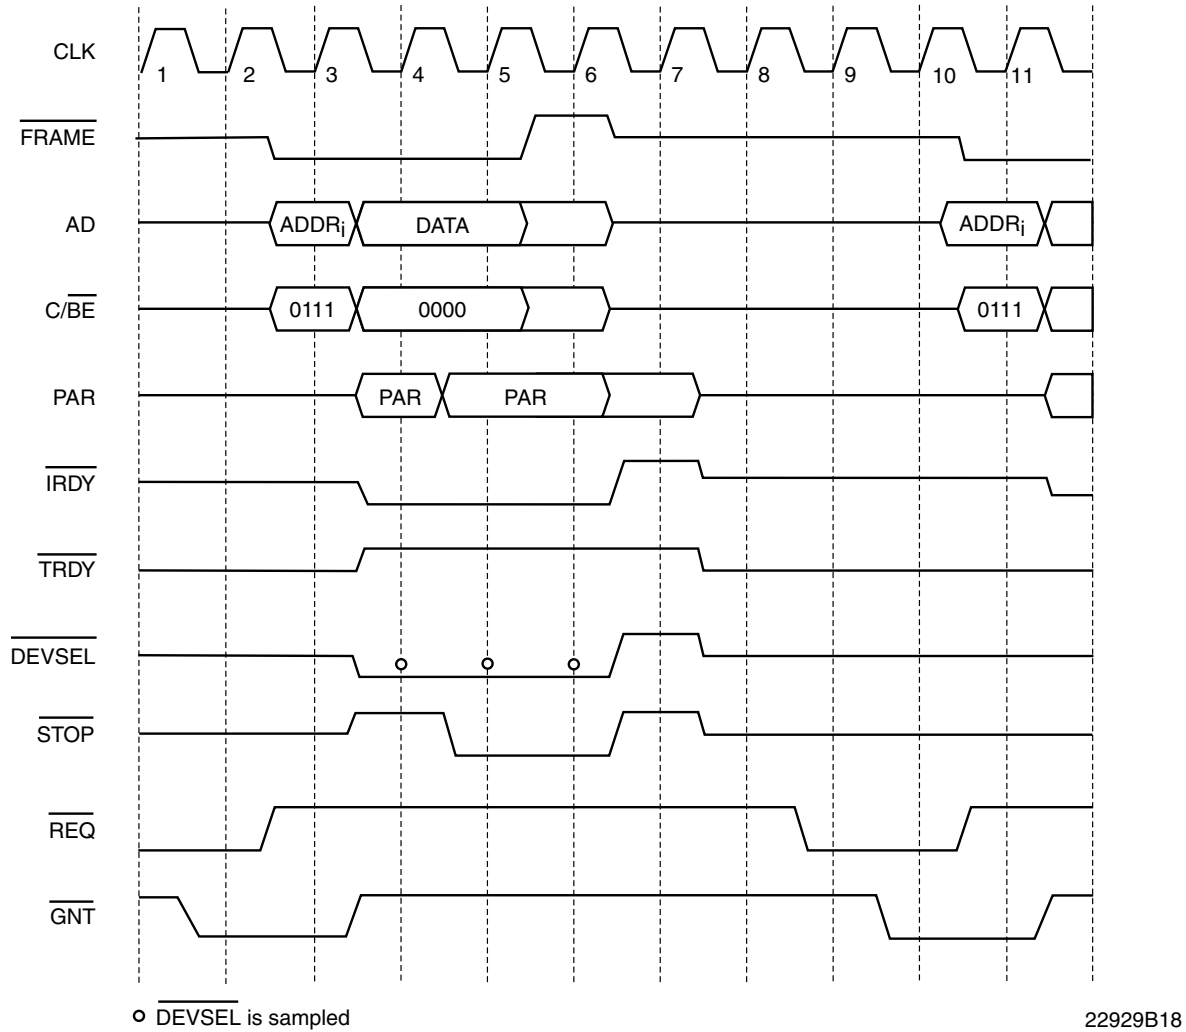 CLK
1 2 3 4 5 6 7 8 9 10 11
FRAME
AD ADDRi DATA ADDRi
C/BE 0111 0000 0111
PAR PAR PAR
IRDY
TRDY
DEVSEL
STOP
REQ
GNT
DEVSEL is sampled
22929B18